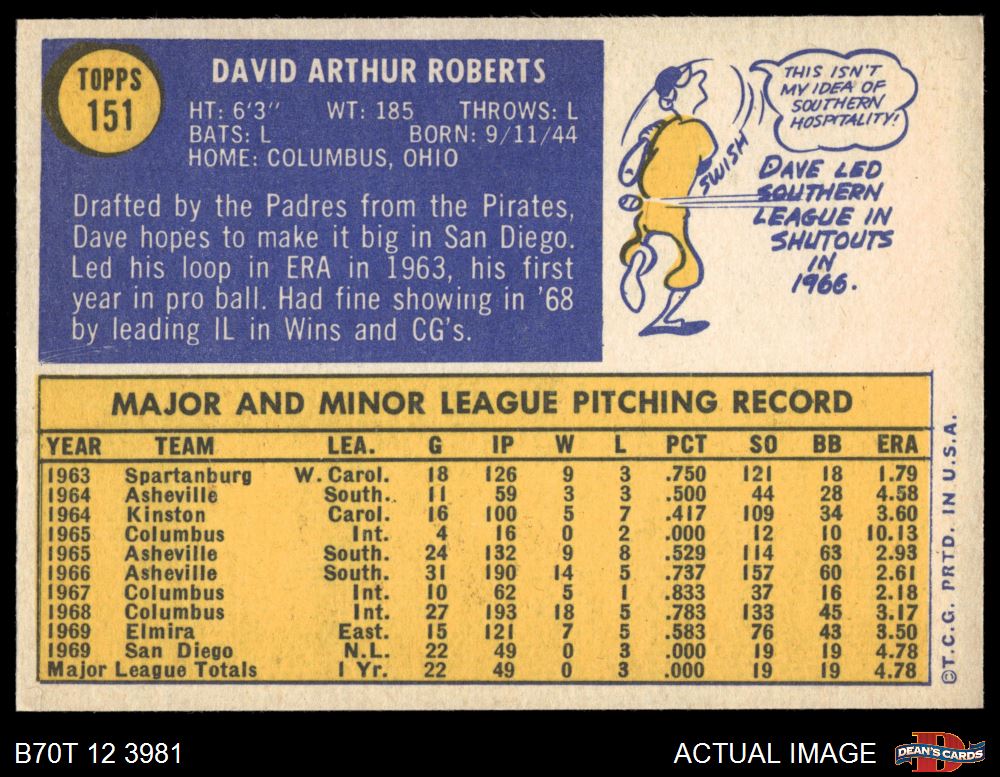 TOPPS
151
DAVID ARTHUR ROBERTS
HT: 6'3" WT: 185 THROWS: L
BATS: L BORN: 9/11/44
HOME: COLUMBUS, OHIO
Drafted by the Padres from the Pirates,
Dave hopes to make it big in San Diego.
Led his loop in ERA in 1963, his first
year in pro ball. Had fine showing in '68
by leading IL in Wins and CG's.
THIS ISN'T
MY IDEA OF
SOUTHERN
HOSPITALITY!
SWISH
DAVE LED
SOUTHERN
LEAGUE IN
SHUTOUTS
IN
1966.
MAJOR AND MINOR LEAGUE PITCHING RECORD
YEAR TEAM LEA. G IP W L PCT SO BB ERA
1963 Spartanburg W. Carol. 18 126 9 3 .750 121 18 1.79
1964 Asheville South. 11 59 3 3 .500 44 28 4.58
1964 Kinston Carol. 16 100 5 7 .417 109 34 3.60
1965 Columbus Int. 4 16 0 2 .000 12 10 10.13
1965 Asheville South. 24 132 9 8 .529 114 63 2.93
1966 Asheville South. 31 190 14 5 .737 157 60 2.61
1967 Columbus Int. 10 62 5 1 .833 37 16 2.18
1968 Columbus Int. 27 193 18 5 .783 133 45 3.17
1969 Elmira East. 15 121 7 5 .583 76 43 3.50
1969 San Diego N.L. 22 49 0 3 .000 19 19 4.78
Major League Totals 1 Yr. 22 49 0 3 .000 19 19 4.78
©T.C.G. PRTD. IN U.S.A.
B70T 12 3981
ACTUAL IMAGE
DEAN'S CARDS